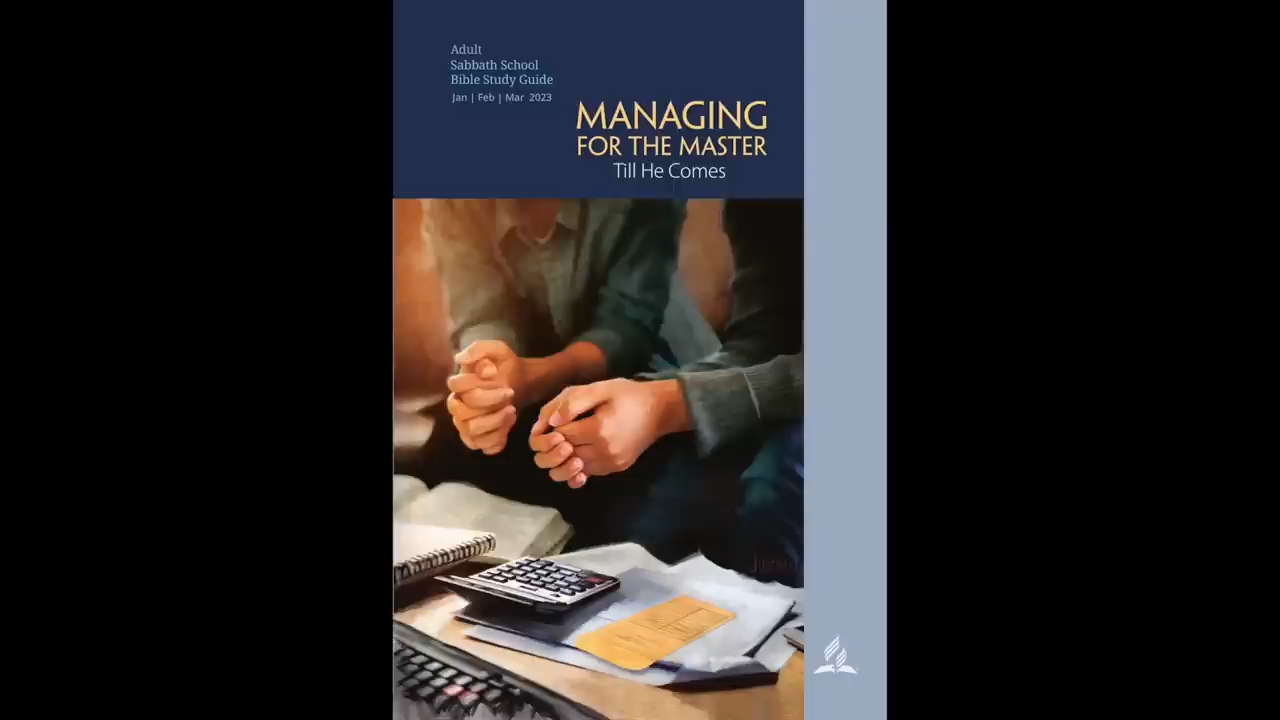 Adult
Sabbath School
Bible Study Guide
Jan | Feb | Mar 2023
MANAGING
FOR THE MASTER
Till He Comes